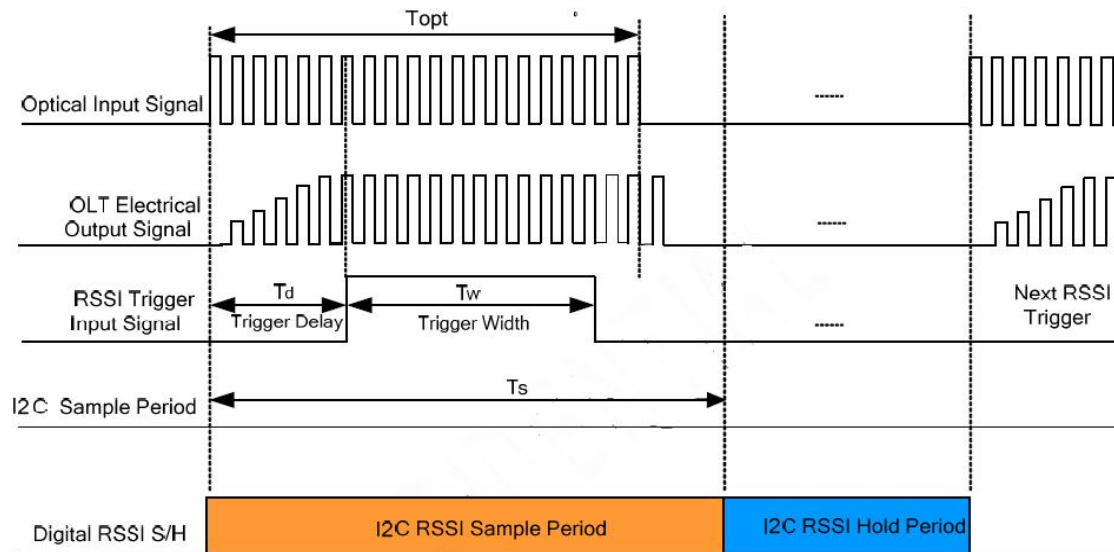 Topt
Optical Input Signal
------
OLT Electrical
Output Signal
------
RSSI Trigger
Input Signal
Td
Trigger Delay
Tw
Trigger Width
------
Next RSSI
Trigger
Ts
I2C Sample Period
Digital RSSI S/H
I2C RSSI Sample Period
I2C RSSI Hold Period